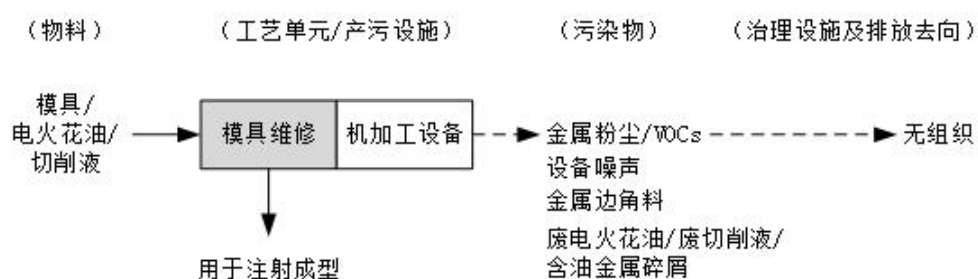 （物料） （工艺单元/产污设施） （污染物） （治理设施及排放去向）
模具/
电火花油/
切削液
模具维修 机加工设备
金属粉尘/VOCs
无组织
设备噪声
金属边角料
废电火花油/废切削液/
含油金属碎屑
用于注射成型